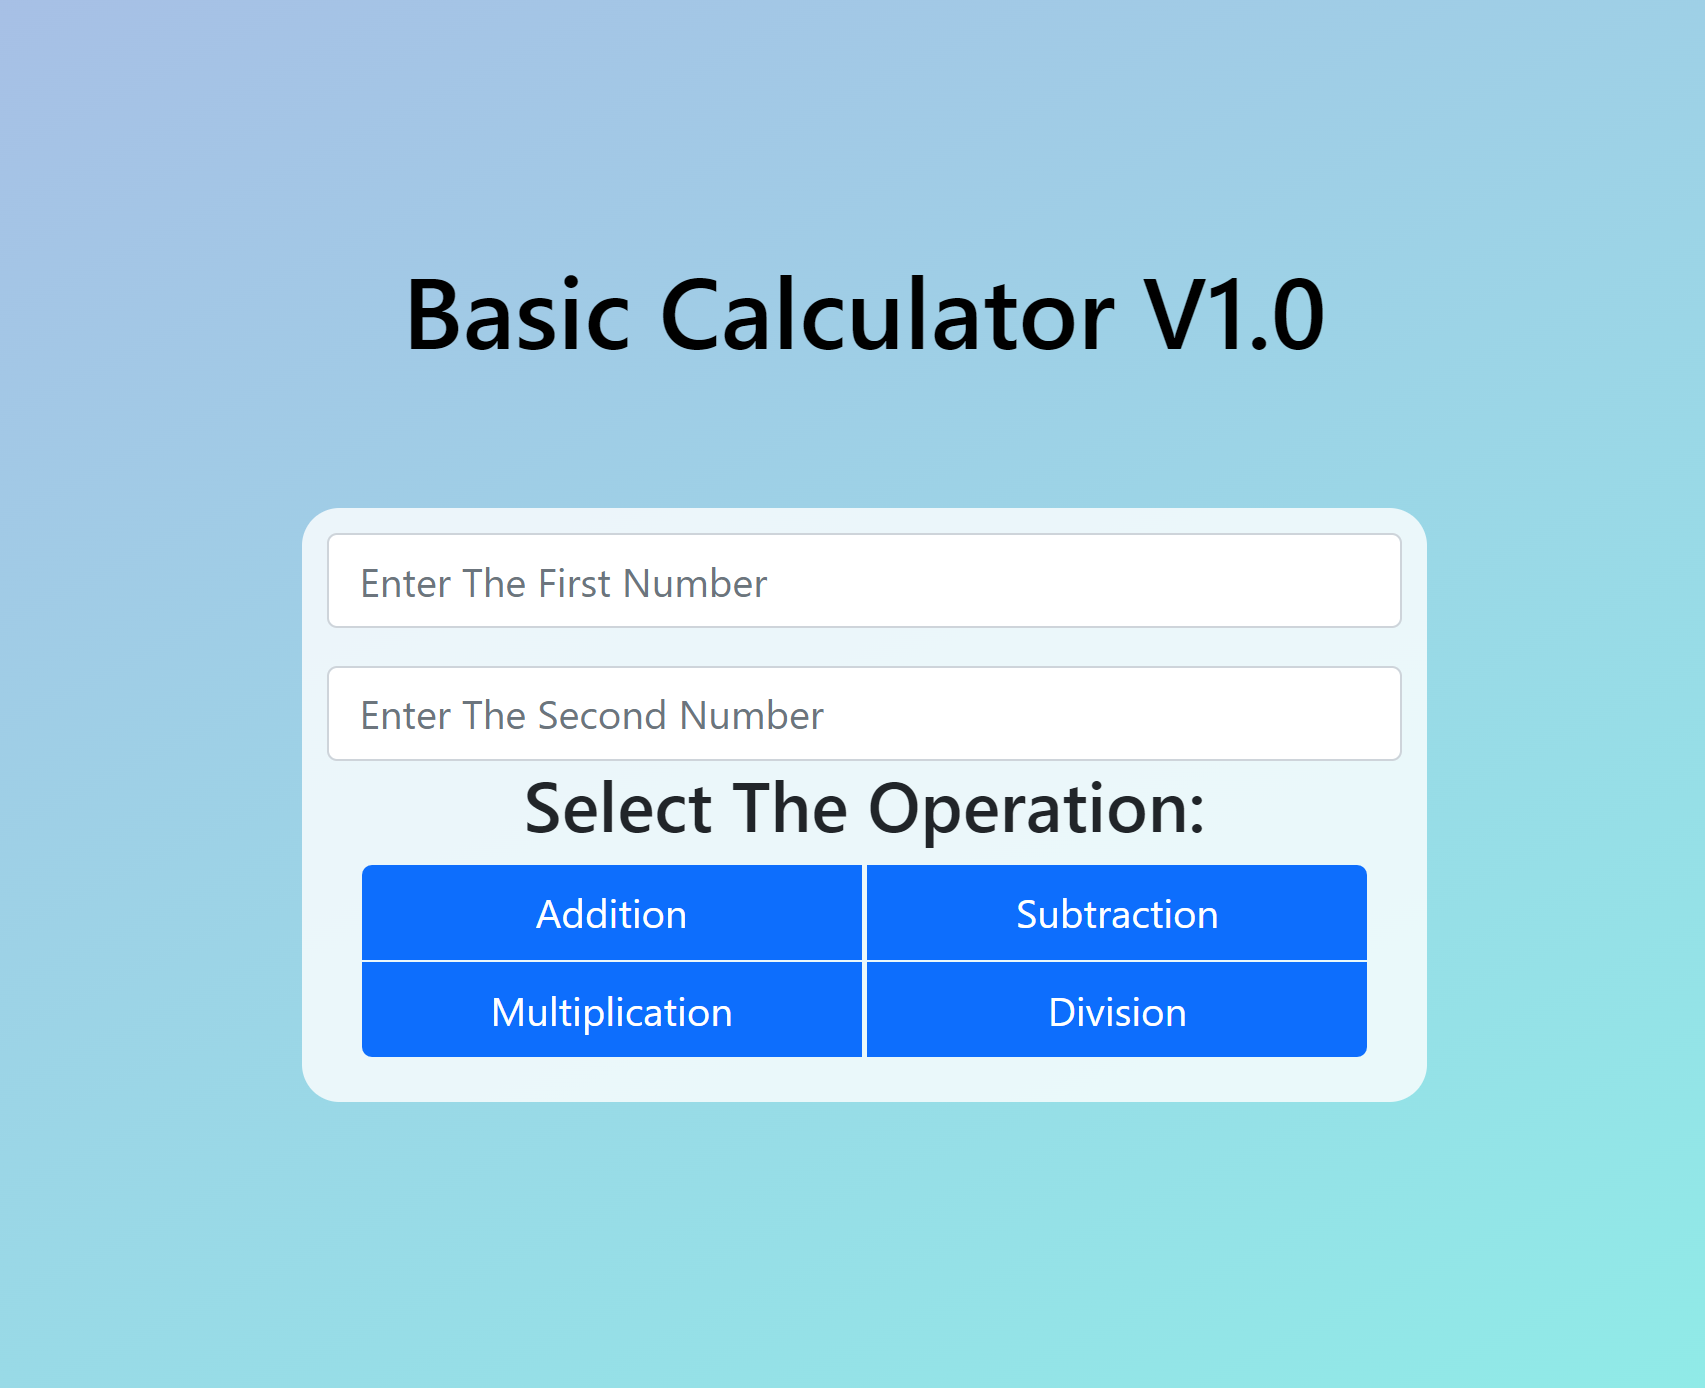 Basic Calculator V1.0
Enter The First Number
Enter The Second Number
Select The Operation:
Addition
Subtraction
Multiplication
Division